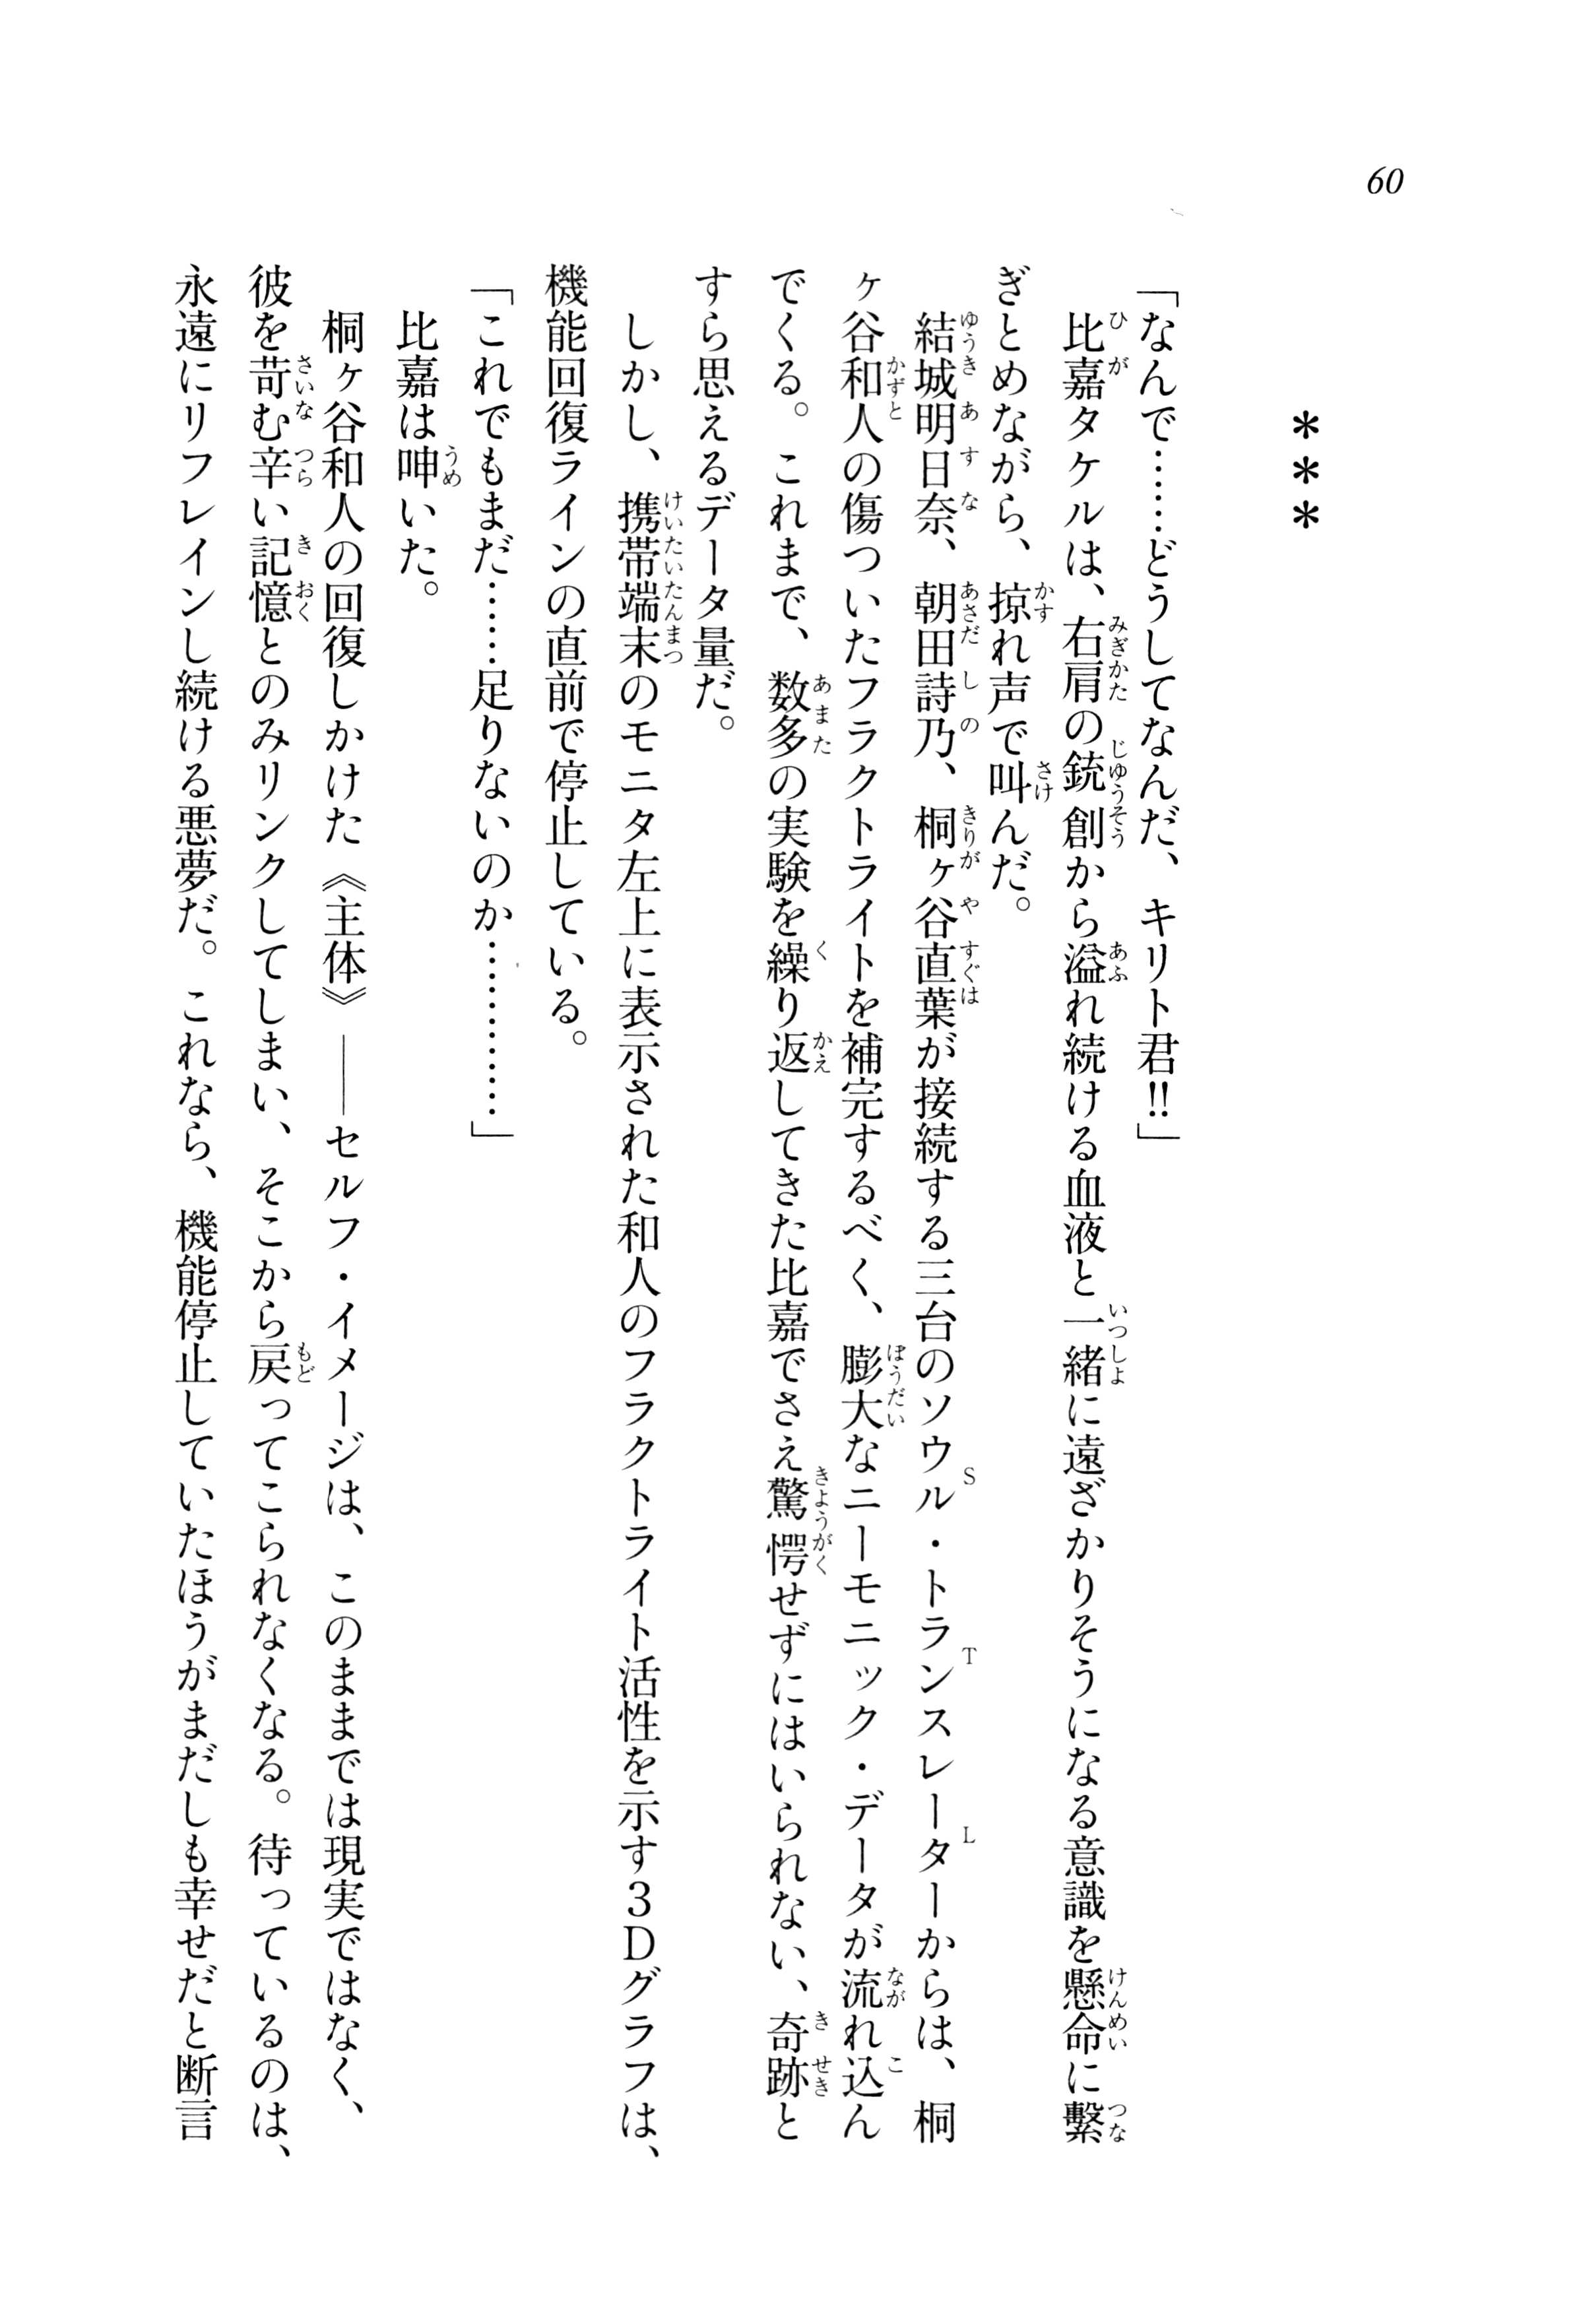 60
＊＊＊
「なんで……どうしてなんだ、キリト君!!」
比嘉タケルは、右肩の銃創から溢れ続ける血液と一緒に遠ざかりそうになる意識を懸命に繫
ぎとめながら、掠れ声で叫んだ。
結城明日奈、朝田詩乃、桐ヶ谷直葉が接続する三台のソウル・トランスレーターからは、桐
ヶ谷和人の傷ついたフラクトライトを補完するべく、膨大なニーモニック・データが流れ込ん
でくる。これまで、数多の実験を繰り返してきた比嘉でさえ驚愕せずにはいられない、奇跡と
すら思えるデータ量だ。
しかし、携帯端末のモニタ左上に表示された和人のフラクトライト活性を示す３Ｄグラフは、
機能回復ラインの直前で停止している。
「これでもまだ……足りないのか…………」
比嘉は呻いた。
桐ヶ谷和人の回復しかけた《主体》――セルフ・イメージは、このままでは現実ではなく、
彼を苛む辛い記憶とのみリンクしてしまい、そこから戻ってこられなくなる。待っているのは、
永遠にリフレインし続ける悪夢だ。これなら、機能停止していたほうがまだしも幸せだと断言